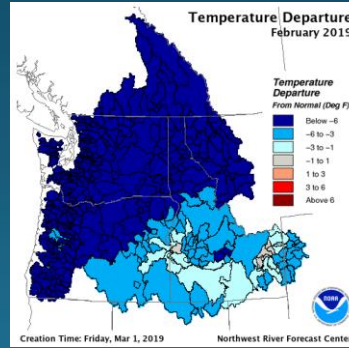 Temperature Departure
February 2019
Temperature
Departure
From Normal (Deg F)
Below -6
-6 to -3
-3 to -1
-1 to 1
1 to 3
3 to 6
Above 6
NOAA
Creation Time: Friday, Mar 1, 2019
Northwest River Forecast Center